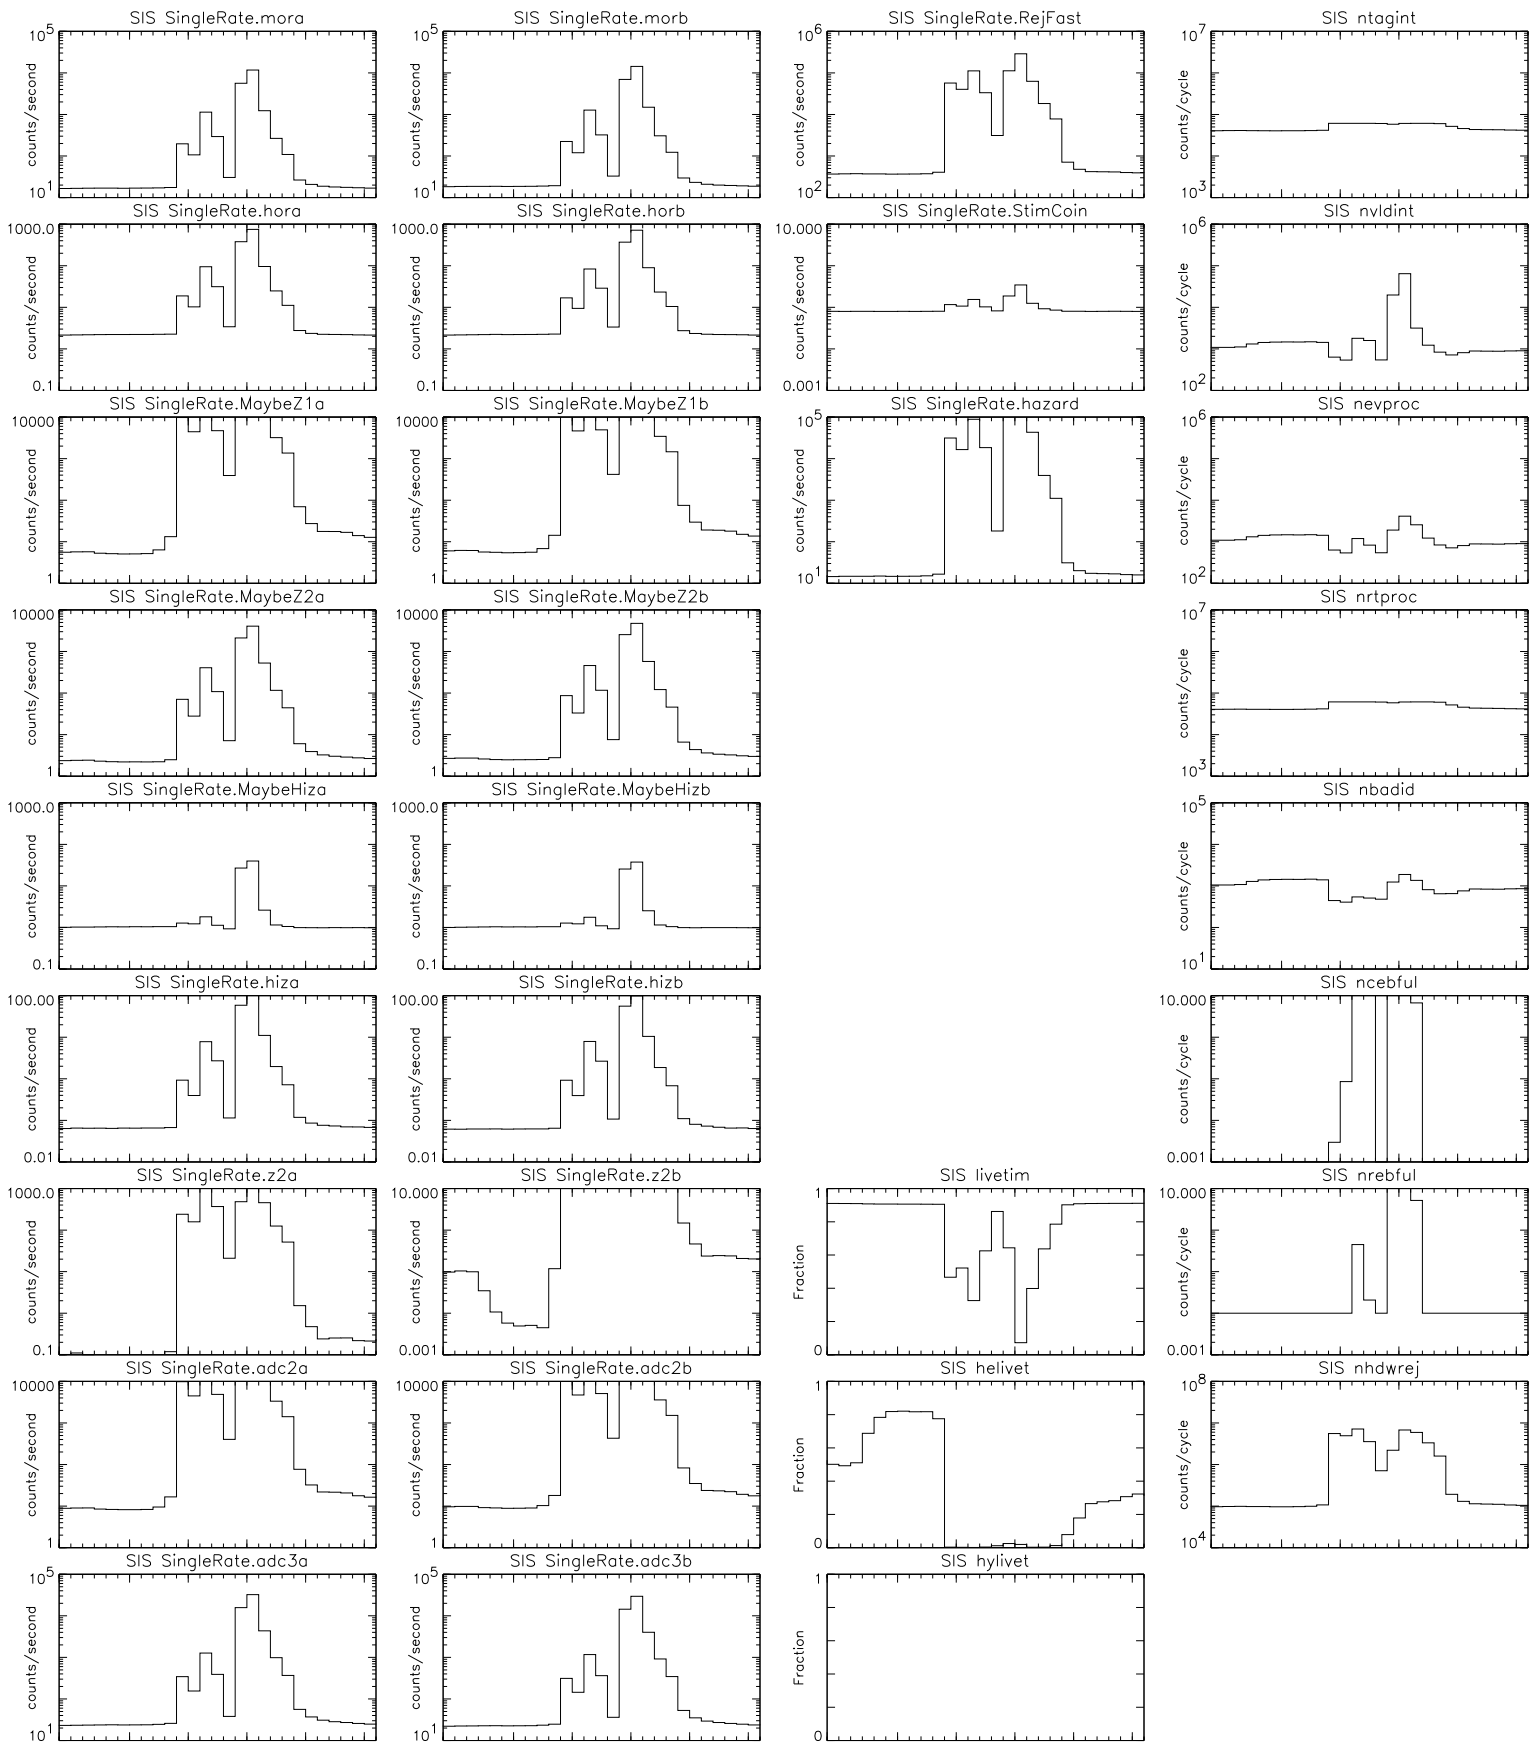 SIS SingleRate.mora
SIS SingleRate.morb
SIS SingleRate.RejFast
SIS ntagint
10^5
counts/second
10^1
10^5
counts/second
10^1
10^6
counts/second
10^2
10^7
counts/cycle
10^3
SIS SingleRate.hora
SIS SingleRate.horb
SIS SingleRate.StimCoin
SIS nvldint
1000.0
counts/second
0.1
1000.0
counts/second
0.1
10.000
counts/second
0.001
10^6
counts/cycle
10^2
SIS SingleRate.MaybeZ1a
SIS SingleRate.MaybeZ1b
SIS SingleRate.hazard
SIS nevproc
10000
counts/second
1
10000
counts/second
1
10^5
counts/second
10^1
10^6
counts/cycle
10^2
SIS SingleRate.MaybeZ2a
SIS SingleRate.MaybeZ2b
SIS nrtproc
10000
counts/second
1
10000
counts/second
1
10^7
counts/cycle
10^3
SIS SingleRate.MaybeHiza
SIS SingleRate.MaybeHizb
SIS nbadid
1000.0
counts/second
0.1
1000.0
counts/second
0.1
10^5
counts/cycle
10^1
SIS SingleRate.hiza
SIS SingleRate.hizb
SIS ncebful
100.00
counts/second
0.01
100.00
counts/second
0.01
10.000
counts/cycle
0.001
SIS SingleRate.z2a
SIS SingleRate.z2b
SIS livetim
SIS nrebful
1000.0
counts/second
0.1
10.000
counts/second
0.001
1
Fraction
0
10.000
counts/cycle
0.001
SIS SingleRate.adc2a
SIS SingleRate.adc2b
SIS helivet
SIS nhdwrej
10000
counts/second
1
10000
counts/second
1
1
Fraction
0
10^8
counts/cycle
10^4
SIS SingleRate.adc3a
SIS SingleRate.adc3b
SIS hylivet
10^5
counts/second
10^1
10^5
counts/second
10^1
1
Fraction
0